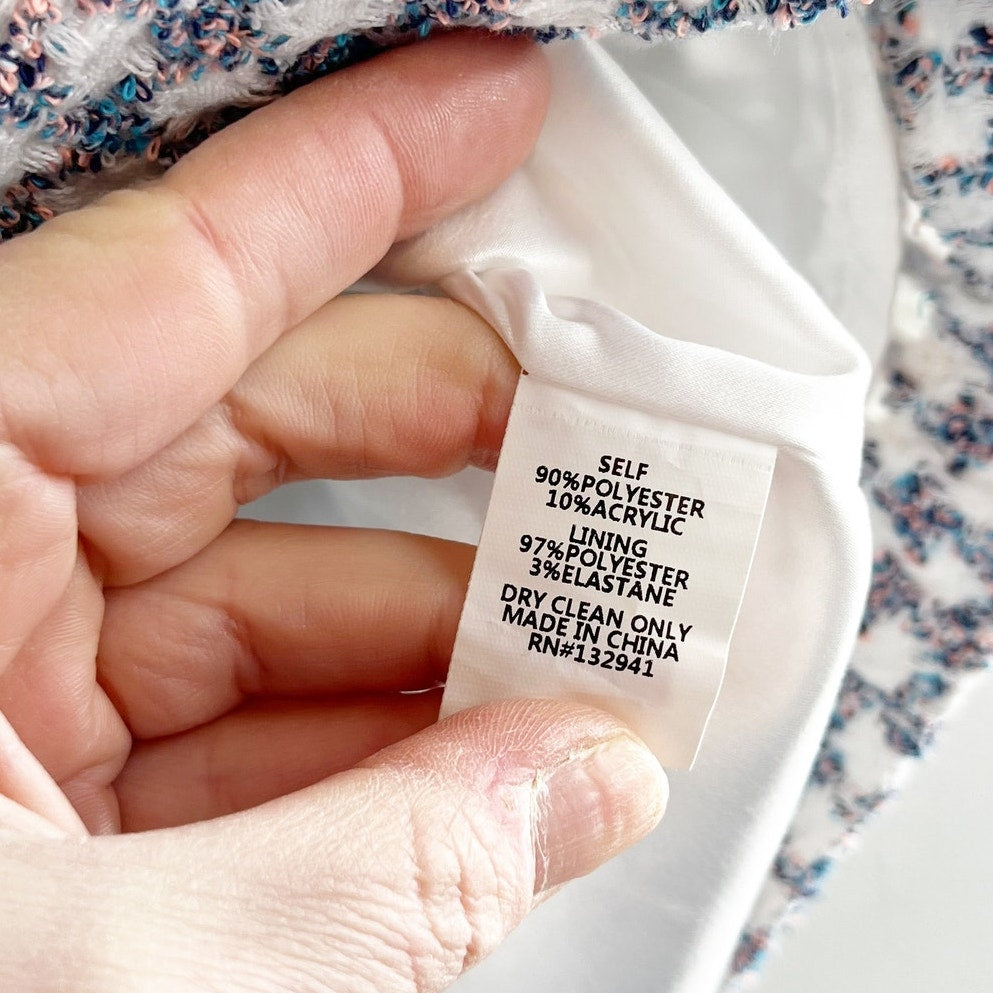 SELF
90%POLYESTER
10%ACRYLIC
LINING
97%POLYESTER
3%ELASTANE
DRY CLEAN ONLY
MADE IN CHINA
RN#132941